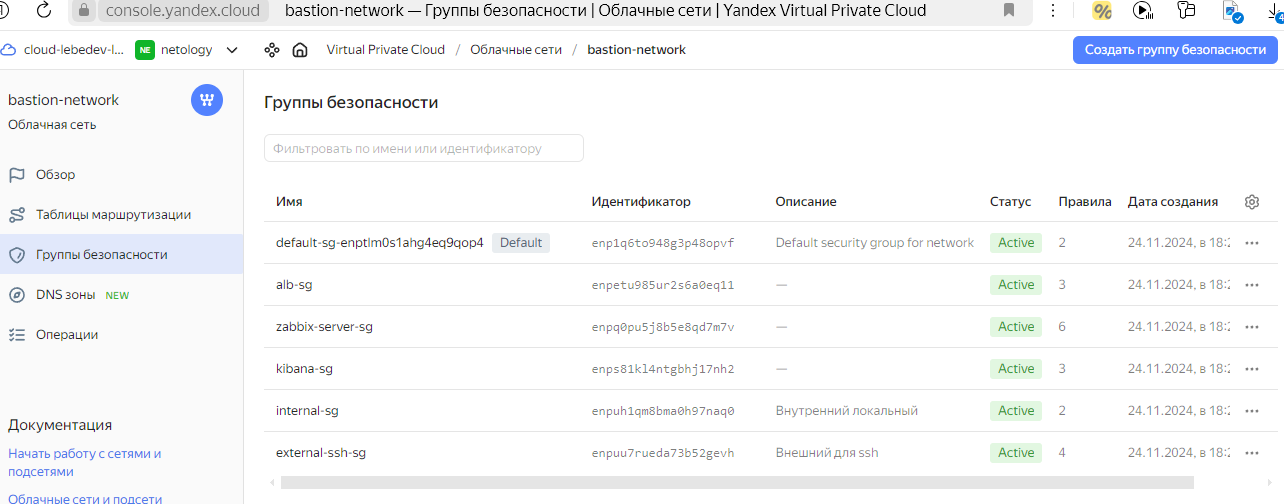 console.yandex.cloud bastion-network — Группы безопасности | Облачные сети | Yandex Virtual Private Cloud
cloud-lebedev-l... NE netology Virtual Private Cloud / Облачные сети / bastion-network Создать группу безопасности
bastion-network
Облачная сеть
Обзор
Таблицы маршрутизации
Группы безопасности
DNS зоны NEW
Операции
Документация
Начать работу с сетями и
подсетями
Облачные сети и подсети
Группы безопасности
Фильтровать по имени или идентификатору
Имя Идентификатор Описание Статус Правила Дата создания
default-sg-enptlm0s1ahg4eq9qop4 Default enp1q6to948g3p48opvf Default security group for network Active 2 24.11.2024, в 18:2
alb-sg enpetu985ur2s6a0eq11 — Active 3 24.11.2024, в 18:2
zabbix-server-sg enpq0pu5j8b5e8qd7m7v — Active 6 24.11.2024, в 18:2
kibana-sg enps81kl4ntgbhj17nh2 — Active 3 24.11.2024, в 18:2
internal-sg enpuh1qm8bma0h97naq0 Внутренний локальный Active 2 24.11.2024, в 18:2
external-ssh-sg enpuu7rueda73b52gevh Внешний для ssh Active 4 24.11.2024, в 18:2